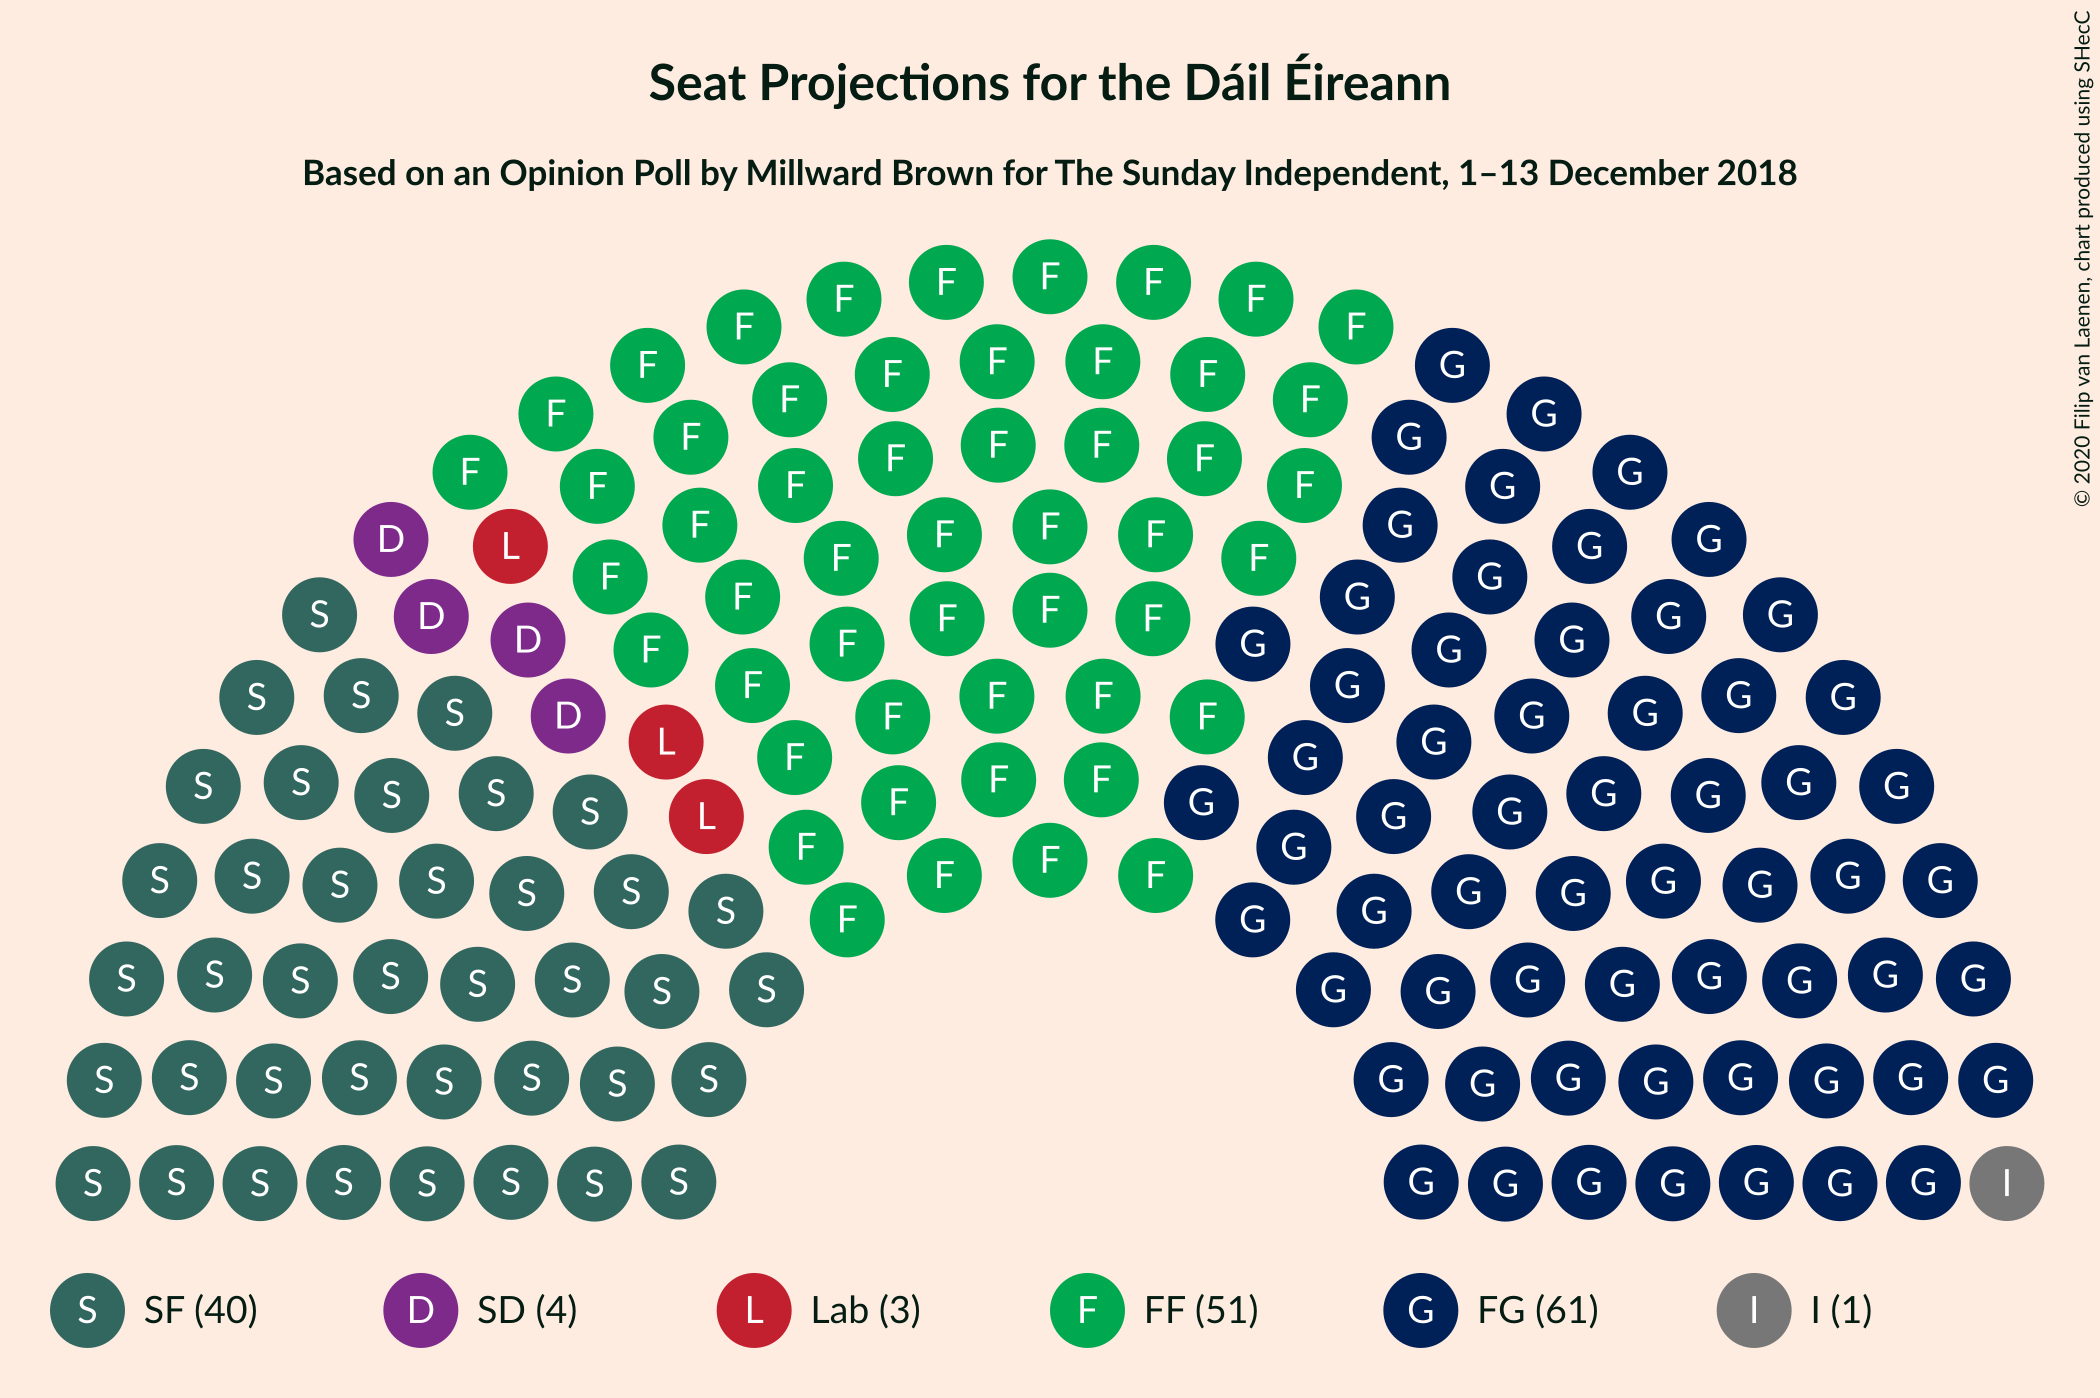 Seat Projections for the Dáil Éireann
Based on an Opinion Poll by Millward Brown for The Sunday Independent, 1–13 December 2018
© 2020 Filip van Laenen, chart produced using SHecC
F F F F F
F F F G
F F F F F F
F G G
F F F F F F G
F F G G
D L F F F F F F G G G G
S D D F F F F F G G G G G G
S S S D F F F F F F G G G G G G
S S S S S L L F F F F G G G G G G G G
S S S S S S S F F F F F G G G G G G G G G
S S S S S S S S G G G G G G G G
S S S S S S S S G G G G G G G G
S S S S S S S S G G G G G G G I
S SF (40) D SD (4) L Lab (3) F FF (51) G FG (61) I I (1)